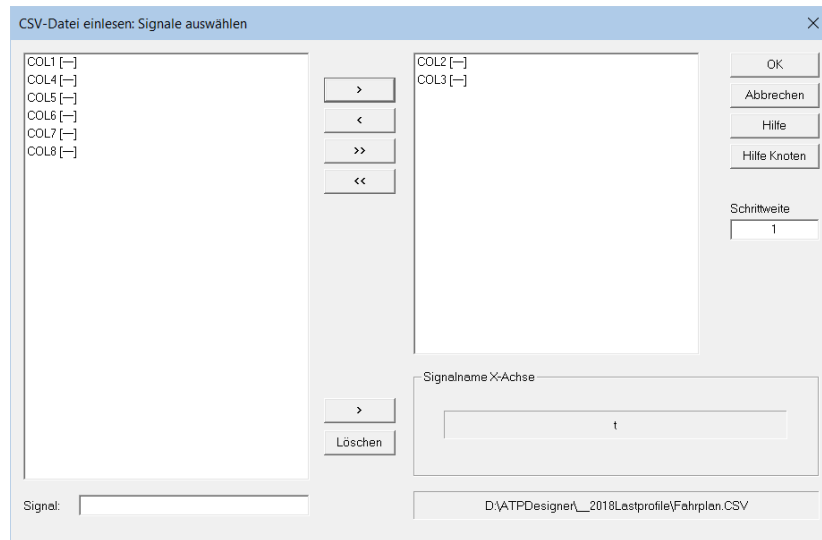 CSV-Datei einlesen: Signale auswählen
COL1 [---]
COL4 [---]
COL5 [---]
COL6 [---]
COL7 [---]
COL8 [---]
>
<
>>
<<
COL2 [---]
COL3 [---]
OK
Abbrechen
Hilfe
Hilfe Knoten
Schrittweite
1
Signalname X-Achse
t
>
Löschen
Signal:
D:\ATPDesigner\__2018Lastprofile\Fahrplan.CSV